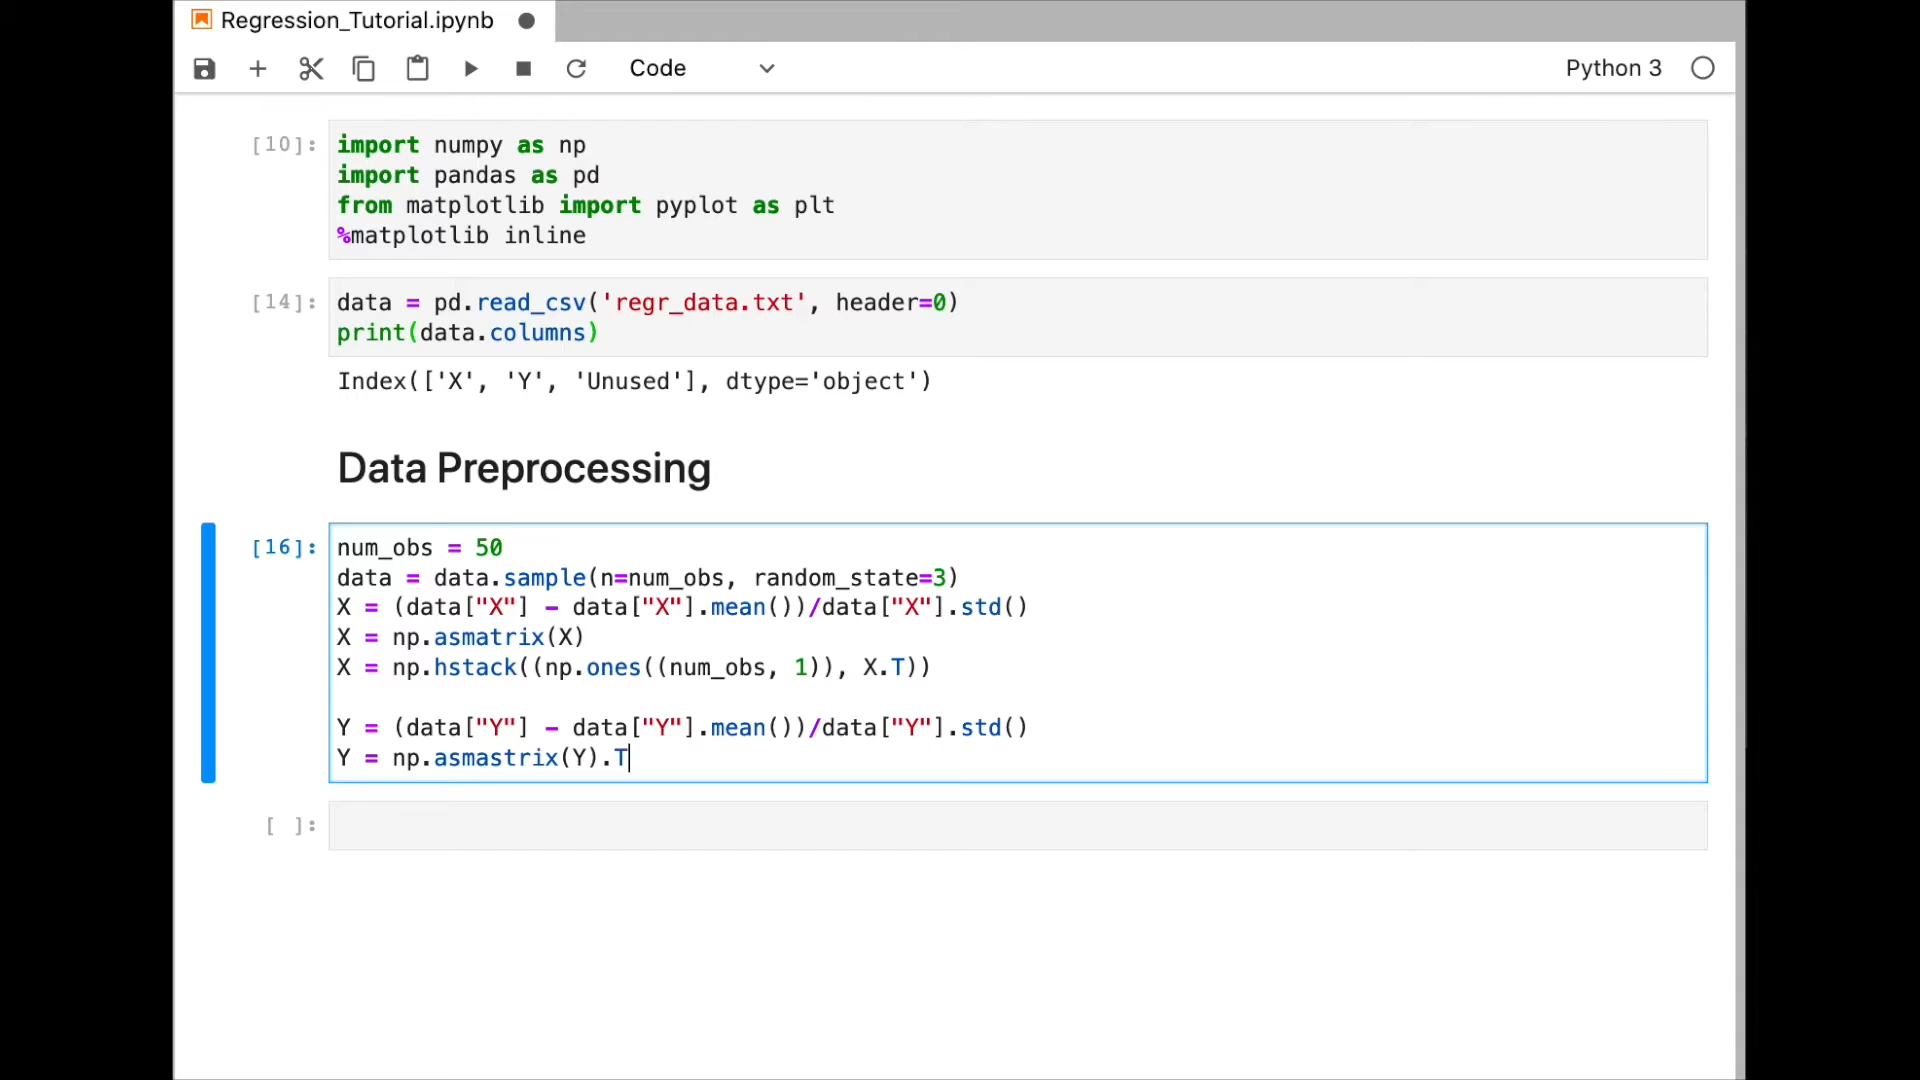 Regression_Tutorial.ipynb
Code
Python 3
[10]:
import numpy as np
import pandas as pd
from matplotlib import pyplot as plt
%matplotlib inline
[14]:
data = pd.read_csv('regr_data.txt', header=0)
print(data.columns)
Index(['X', 'Y', 'Unused'], dtype='object')
Data Preprocessing
[16]:
num_obs = 50
data = data.sample(n=num_obs, random_state=3)
X = (data["X"] - data["X"].mean())/data["X"].std()
X = np.asmatrix(X)
X = np.hstack((np.ones((num_obs, 1)), X.T))
Y = (data["Y"] - data["Y"].mean())/data["Y"].std()
Y = np.asmastrix(Y).T
[ ]: